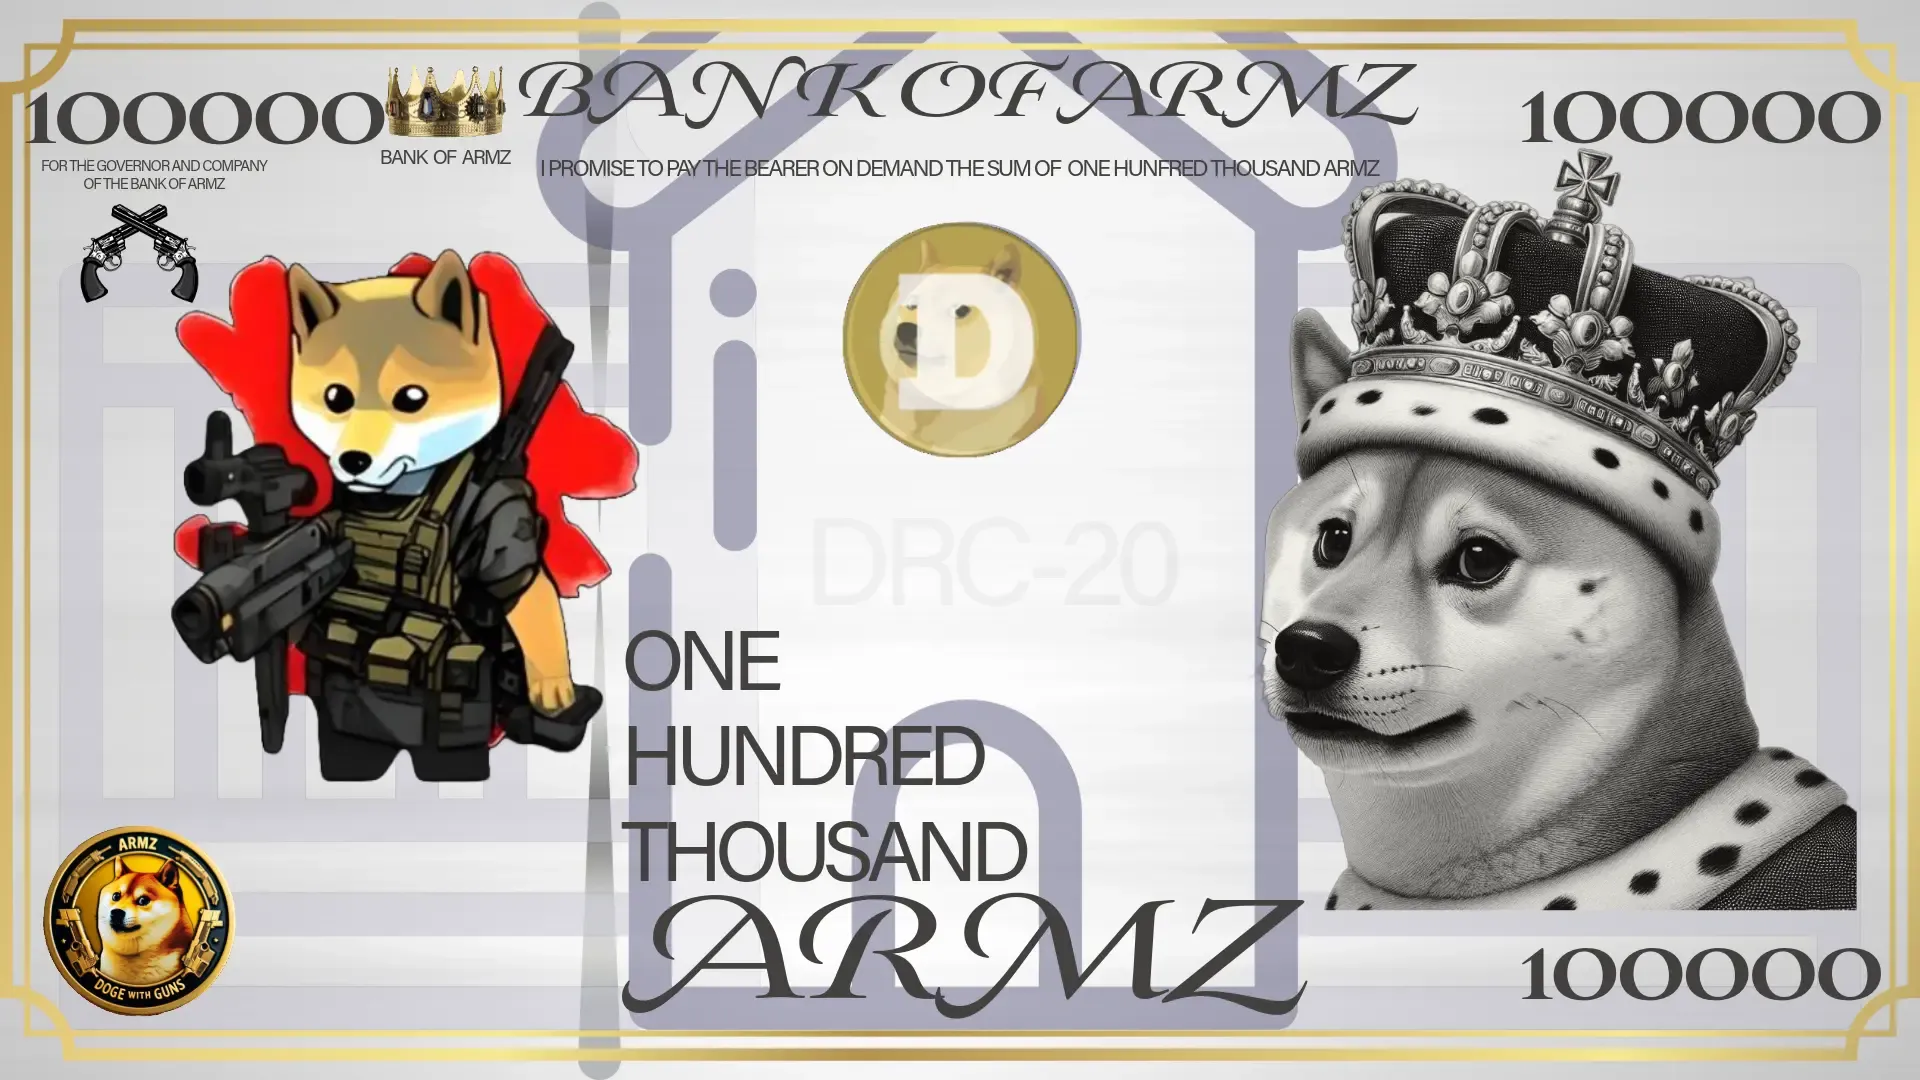 BANK OF ARMZ
100000
100000
FOR THE GOVERNOR AND COMPANY
OF THE BANK OF ARMZ
BANK OF ARMZ
I PROMISE TO PAY THE BEARER ON DEMAND THE SUM OF ONE HUNFRED THOUSAND ARMZ
D
DRC-20
ONE
HUNDRED
THOUSAND
ARMZ
ARMZ
DOGE WITH GUNS
100000